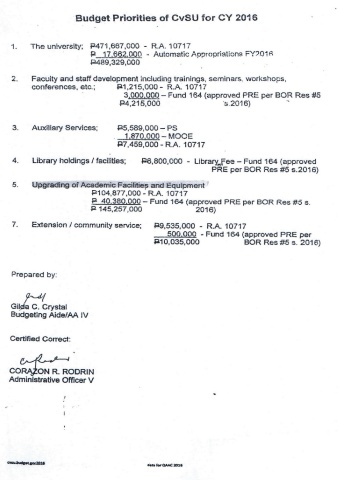 Budget Priorities of CvSU for CY 2016
1. The university; ₱471,667,000 - R.A. 10717
₱ 17,662,000 - Automatic Appropriations FY2016
₱489,329,000
2. Faculty and staff development including trainings, seminars, workshops,
conferences, etc.; ₱1,215,000 - R.A. 10717
3,000,000 – Fund 164 (approved PRE per BOR Res #5
₱4,215,000 s.2016)
3. Auxiliary Services; ₱5,589,000 – PS
1,870,000 – MOOE
₱7,459,000 - R.A. 10717
4. Library holdings / facilities; ₱6,800,000 - Library Fee – Fund 164 (approved
PRE per BOR Res #5 s.2016)
5. Upgrading of Academic Facilities and Equipment
₱104,877,000 - R.A. 10717
₱ 40,380,000 – Fund 164 (approved PRE per BOR Res #5 s.
₱ 145,257,000 2016)
7. Extension / community service; ₱9,535,000 - R.A. 10717
500,000 - Fund 164 (approved PRE per
₱10,035,000 BOR Res #5 s. 2016)
Prepared by:
Gilda C. Crystal
Budgeting Aide/AA IV
Certified Correct:
CORAZON R. RODRIN
Administrative Officer V